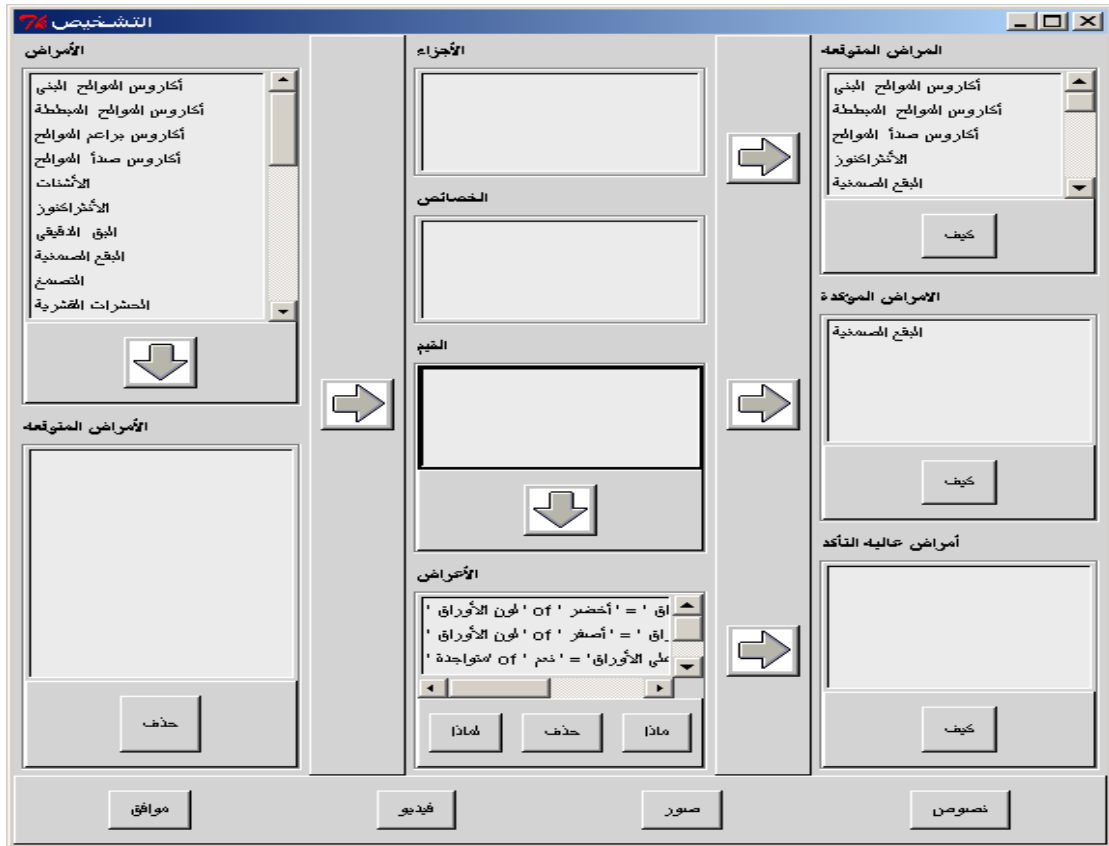 التشخيص
الأمراض
أكاروس الموالح البنى
أكاروس الموالح المبططة
أكاروس براعم الموالح
أكاروس صدأ الموالح
الأشنات
الأنثراكنوز
البق الدقيقى
البقع الصمغية
التصمغ
الحشرات القشرية
الأمراض المتوقعه
حذف
الأجزاء
الخصائص
القيم
الأعراض
اق ' = ' أخضر ' of ' لون الأوراق '
راق ' = ' أصفر ' of ' لون الأوراق '
على الأوراق' = ' نعم ' of 'متواجدة '
لماذا
حذف
ماذا
المراض المتوقعه
أكاروس الموالح البنى
أكاروس الموالح المبططة
أكاروس صدأ الموالح
الأنثراكنوز
البقع الصمغية
كيف
الامراض المؤكدة
البقع الصمغية
كيف
أمراض عاليه التأكد
كيف
موافق
فيديو
صور
نصوص